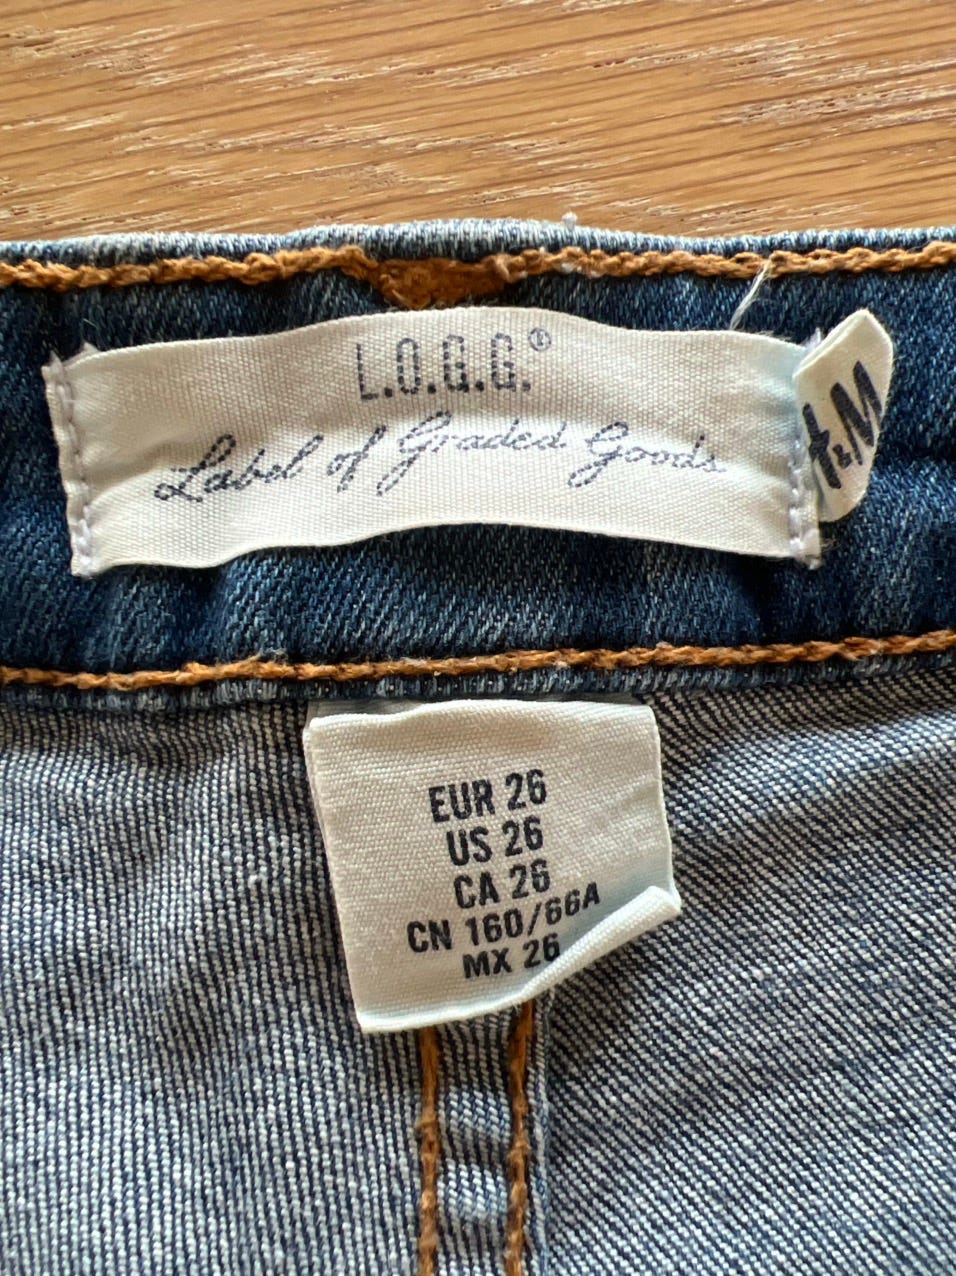 L.O.G.G.®
Label of Graded Goods
H&M
EUR 26
US 26
CA 26
CN 160/66A
MX 26